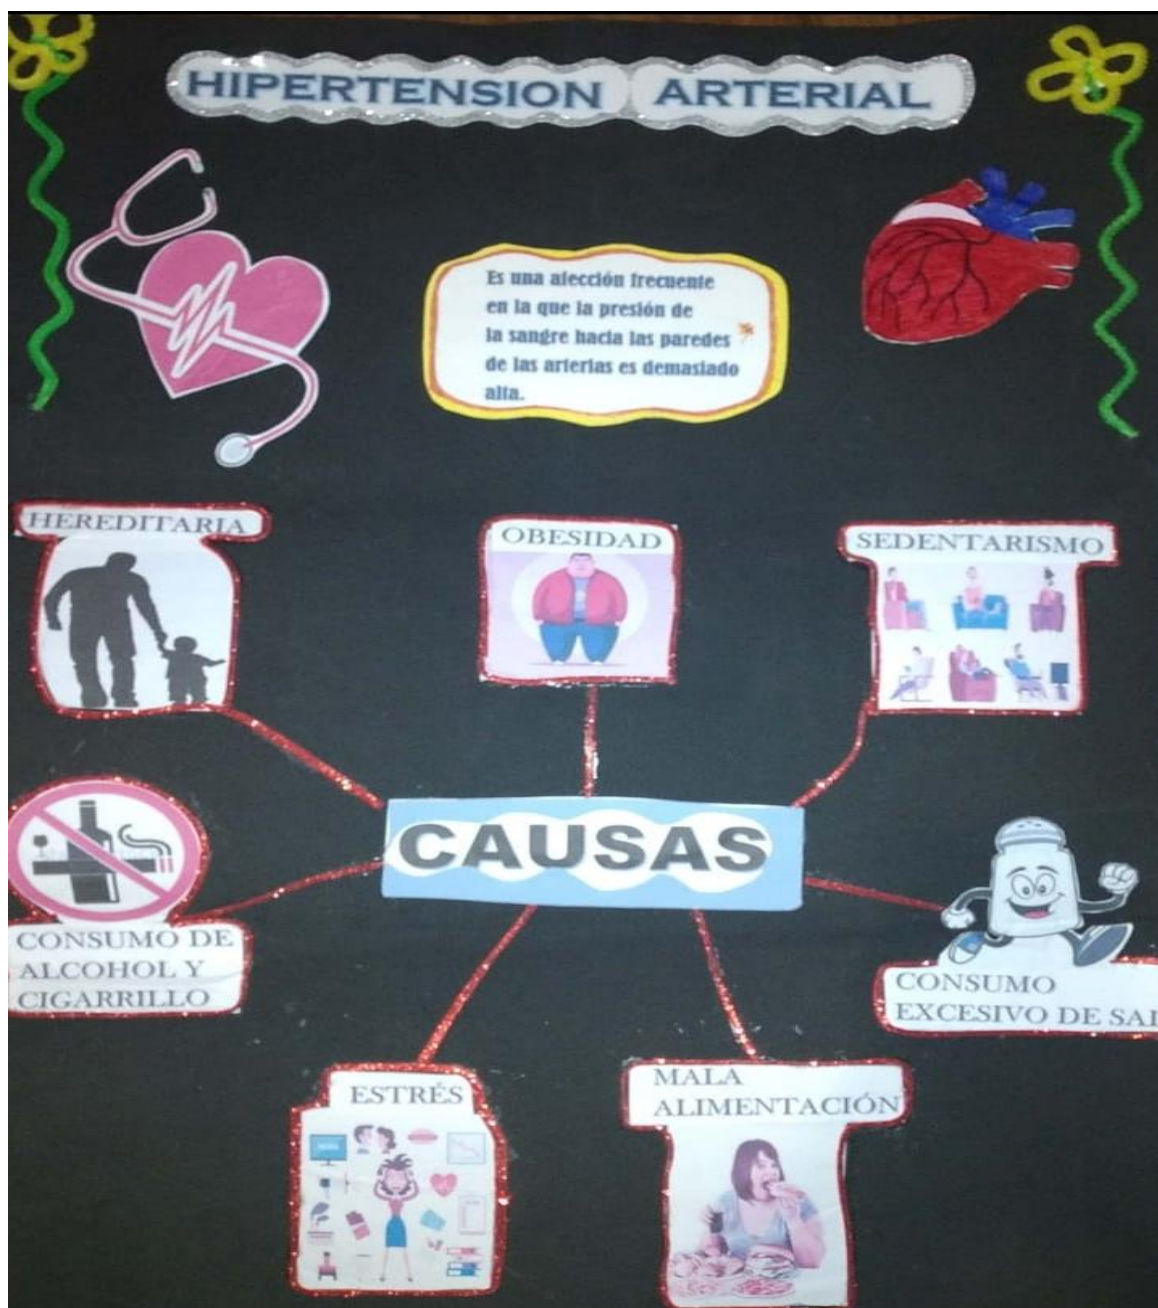 HIPERTENSION ARTERIAL
Es una afección frecuente
en la que la presión de
la sangre hacia las paredes
de las arterias es demasiado
alta.
HEREDITARIA
OBESIDAD
SEDENTARISMO
CAUSAS
CONSUMO DE
ALCOHOL Y
CIGARRILLO
CONSUMO
EXCESIVO DE SAL
ESTRÉS
MALA
ALIMENTACIÓN